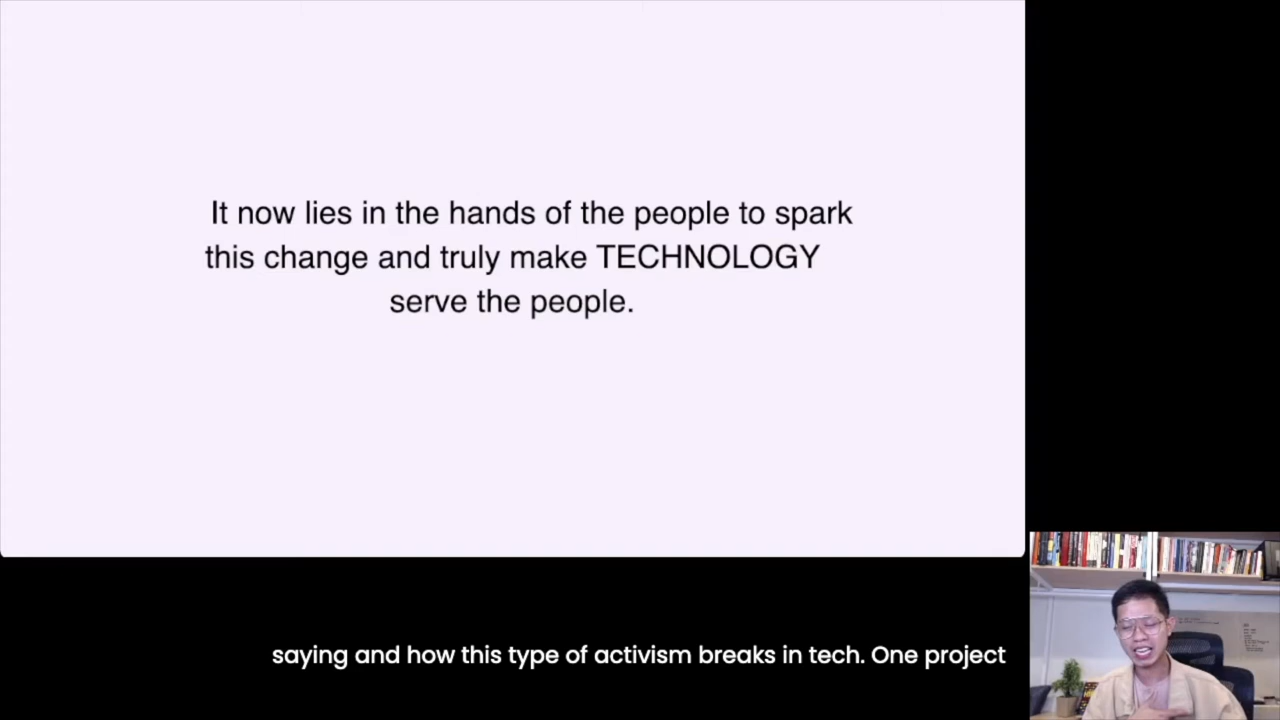 It now lies in the hands of the people to spark
this change and truly make TECHNOLOGY
serve the people.
saying and how this type of activism breaks in tech. One project